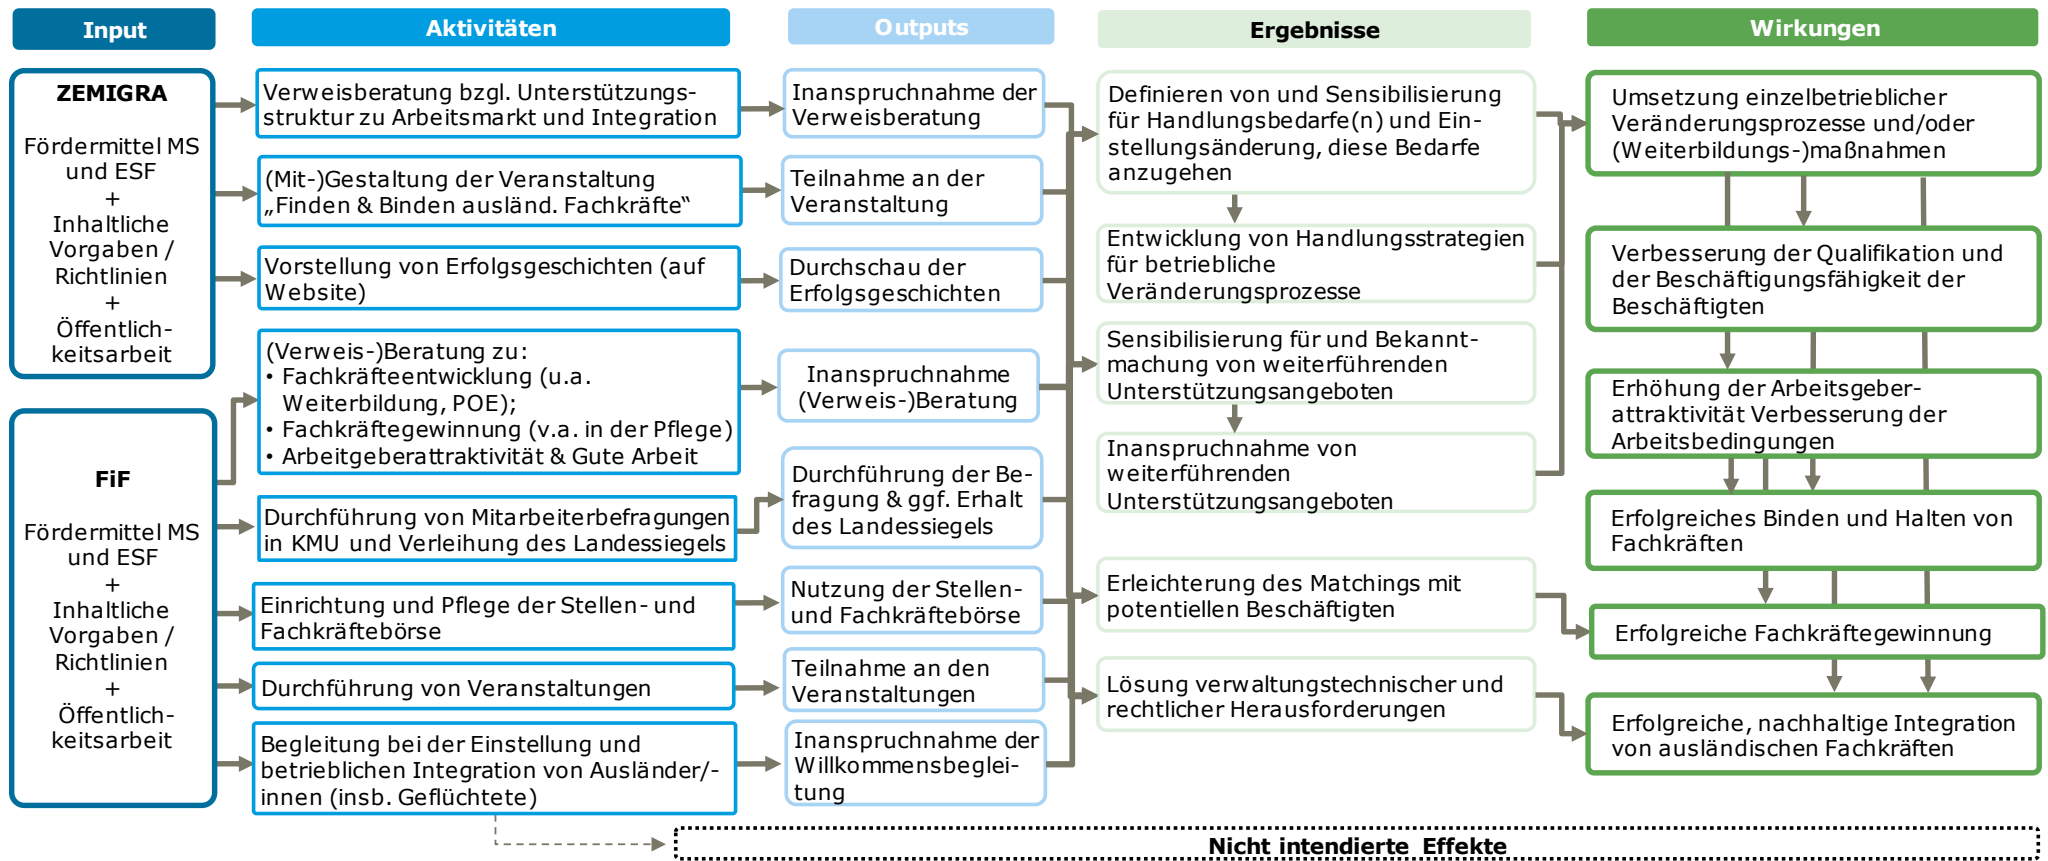 Input
Aktivitäten
Outputs
Ergebnisse
Wirkungen
ZEMIGRA
Fördermittel MS
und ESF
+
Inhaltliche
Vorgaben /
Richtlinien
+
Öffentlich-
keitsarbeit
FiF
Fördermittel MS
und ESF
+
Inhaltliche
Vorgaben /
Richtlinien
+
Öffentlich-
keitsarbeit
Verweisberatung bzgl. Unterstützungs-
struktur zu Arbeitsmarkt und Integration
(Mit-)Gestaltung der Veranstaltung
„Finden & Binden ausländ. Fachkräfte“
Vorstellung von Erfolgsgeschichten (auf
Website)
(Verweis-)Beratung zu:
• Fachkräfteentwicklung (u.a.
Weiterbildung, POE);
• Fachkräftegewinnung (v.a. in der Pflege)
• Arbeitgeberattraktivität & Gute Arbeit
Durchführung von Mitarbeiterbefragungen
in KMU und Verleihung des Landessiegels
Einrichtung und Pflege der Stellen- und
Fachkräftebörse
Durchführung von Veranstaltungen
Begleitung bei der Einstellung und
betrieblichen Integration von Ausländer/-
innen (insb. Geflüchtete)
Inanspruchnahme der
Verweisberatung
Teilnahme an der
Veranstaltung
Durchschau der
Erfolgsgeschichten
Inanspruchnahme
(Verweis-)Beratung
Durchführung der Be-
fragung & ggf. Erhalt
des Landessiegels
Nutzung der Stellen-
und Fachkräftebörse
Teilnahme an den
Veranstaltungen
Inanspruchnahme der
Willkommensbeglei-
tung
Definieren von und Sensibilisierung
für Handlungsbedarfe(n) und Ein-
stellungsänderung, diese Bedarfe
anzugehen
Entwicklung von Handlungsstrategien
für betriebliche
Veränderungsprozesse
Sensibilisierung für und Bekannt-
machung von weiterführenden
Unterstützungsangeboten
Inanspruchnahme von
weiterführenden
Unterstützungsangeboten
Erleichterung des Matchings mit
potentiellen Beschäftigten
Lösung verwaltungstechnischer und
rechtlicher Herausforderungen
Umsetzung einzelbetrieblicher
Veränderungsprozesse und/oder
(Weiterbildungs-)maßnahmen
Verbesserung der Qualifikation und
der Beschäftigungsfähigkeit der
Beschäftigten
Erhöhung der Arbeitsgeber-
attraktivität Verbesserung der
Arbeitsbedingungen
Erfolgreiches Binden und Halten von
Fachkräften
Erfolgreiche Fachkräftegewinnung
Erfolgreiche, nachhaltige Integration
von ausländischen Fachkräften
Nicht intendierte Effekte